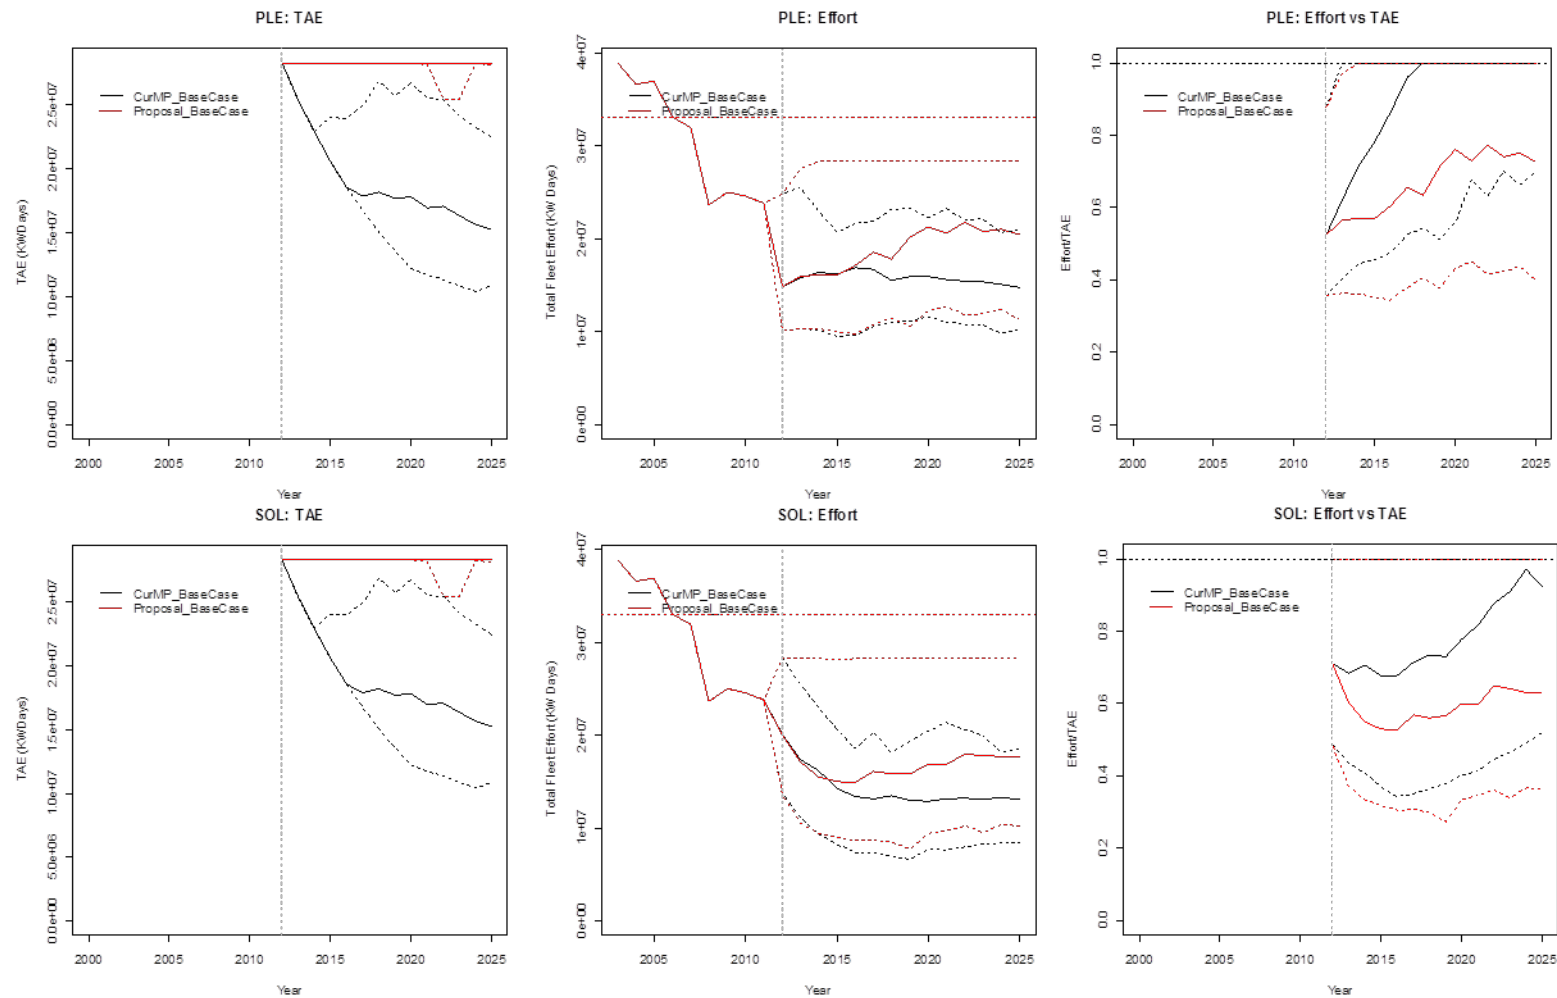 PLE: TAE
TAE (KWDays)
0.0e+00 5.0e+06 1.0e+07 1.5e+07 2.0e+07 2.5e+07
CurMP_BaseCase
Proposal_BaseCase
2000 2005 2010 2015 2020 2025
Year
PLE: Effort
Total Fleet Effort (KW Days)
0e+00 1e+07 2e+07 3e+07 4e+07
CurMP_BaseCase
Proposal_BaseCase
2005 2010 2015 2020 2025
Year
PLE: Effort vs TAE
Effort/TAE
0.0 0.2 0.4 0.6 0.8 1.0
CurMP_BaseCase
Proposal_BaseCase
2000 2005 2010 2015 2020 2025
Year
SOL: TAE
TAE (KWDays)
0.0e+00 5.0e+06 1.0e+07 1.5e+07 2.0e+07 2.5e+07
CurMP_BaseCase
Proposal_BaseCase
2000 2005 2010 2015 2020 2025
Year
SOL: Effort
Total Fleet Effort (KW Days)
0e+00 1e+07 2e+07 3e+07 4e+07
CurMP_BaseCase
Proposal_BaseCase
2005 2010 2015 2020 2025
Year
SOL: Effort vs TAE
Effort/TAE
0.0 0.2 0.4 0.6 0.8 1.0
CurMP_BaseCase
Proposal_BaseCase
2000 2005 2010 2015 2020 2025
Year